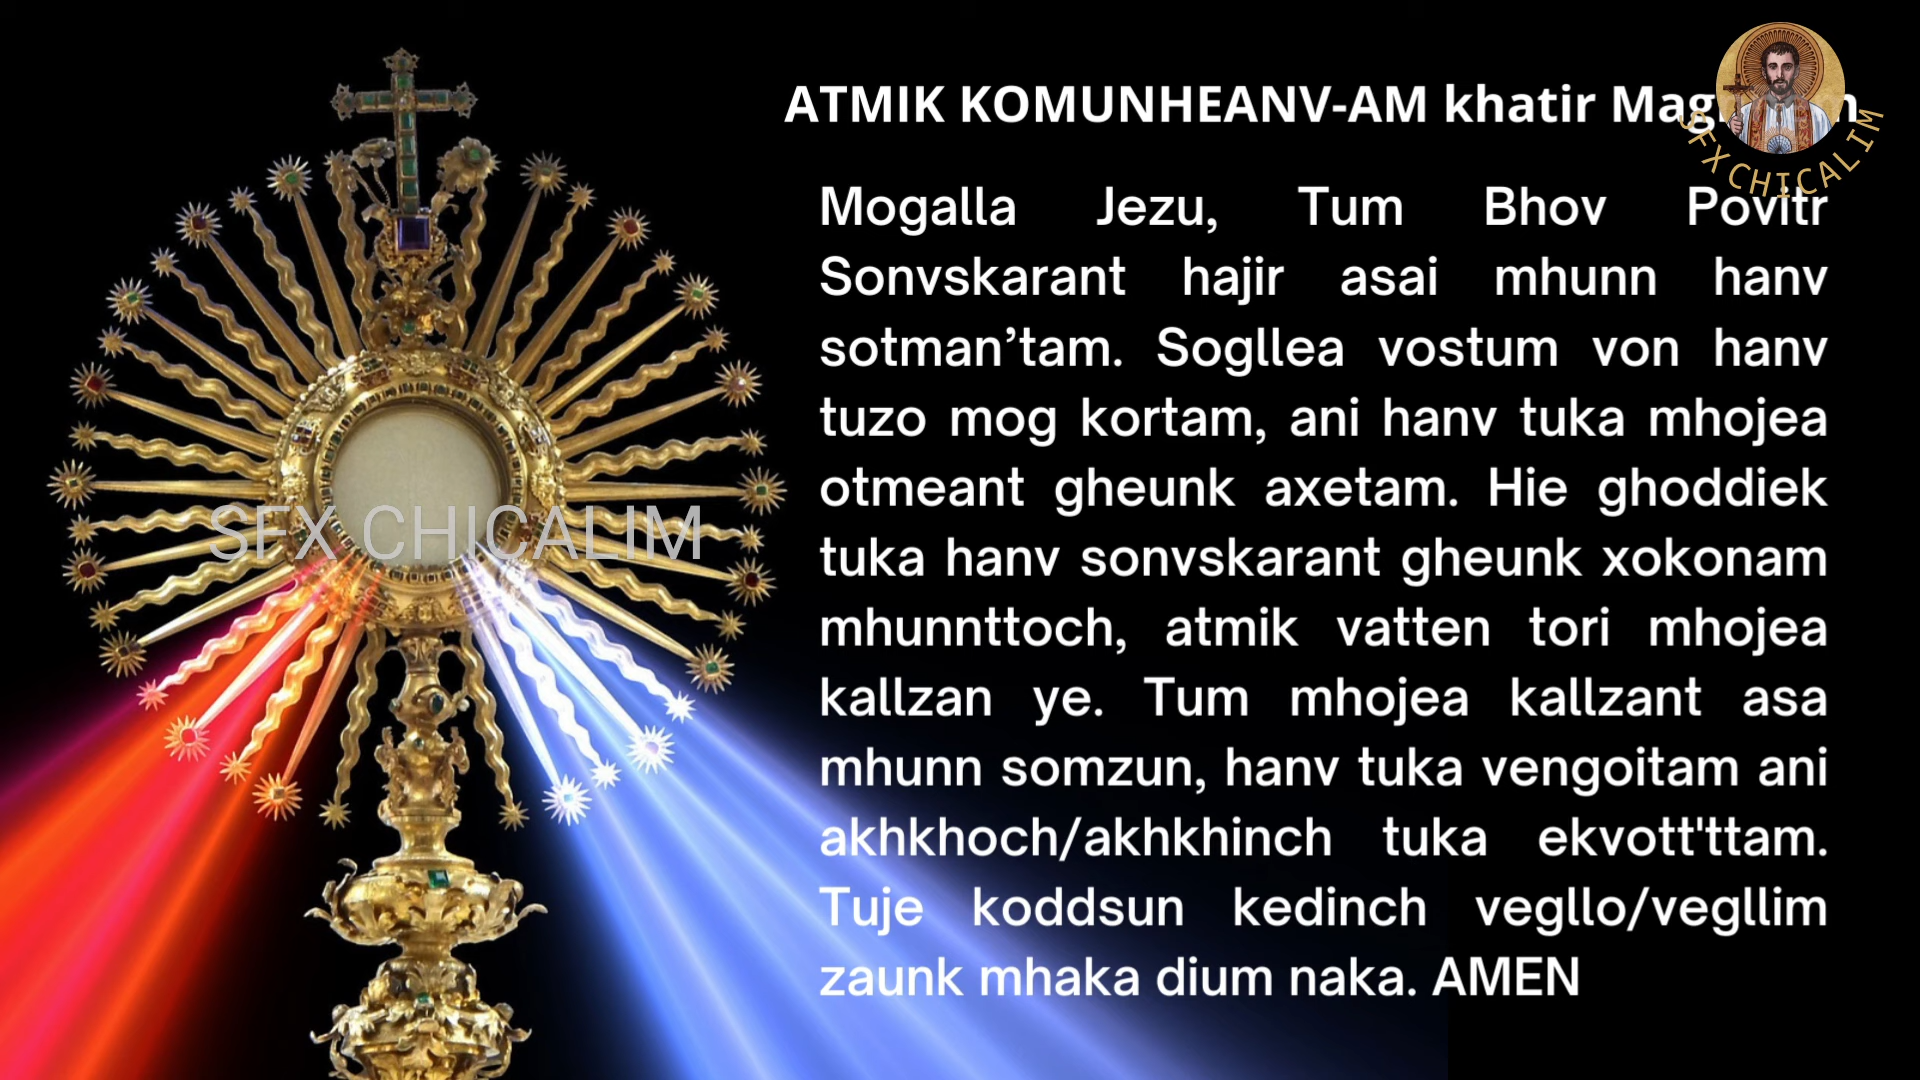 ATMIK KOMUNHEANV-AM khatir
Mogalla Jezu, Tum Bhov Povitr
Sonvskarant hajir asai mhunn hanv
sotman’tam. Sogllea vostum von hanv
tuzo mog kortam, ani hanv tuka mhojea
otmeant gheunk axetam. Hie ghoddiek
tuka hanv sonvskarant gheunk xokonam
mhunnttoch, atmik vatten tori mhojea
kallzan ye. Tum mhojea kallzant asa
mhunn somzun, hanv tuka vengoitam ani
akhkhoch/akhkhinch tuka ekvott'ttam.
Tuje koddsun kedinch vegllo/vegllim
zaunk mhaka dium naka. AMEN
SFX CHICALIM
SFX CHICALIM